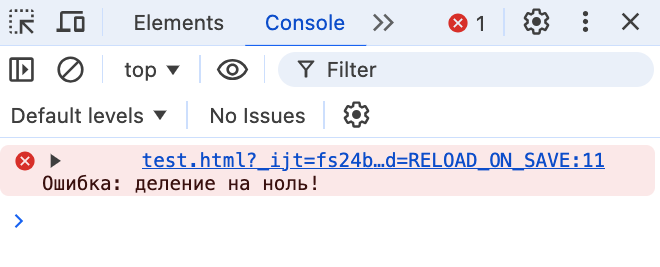 Elements Console 1
top Filter
Default levels No Issues
test.html?_ijt=fs24b…d=RELOAD_ON_SAVE:11
Ошибка: деление на ноль!